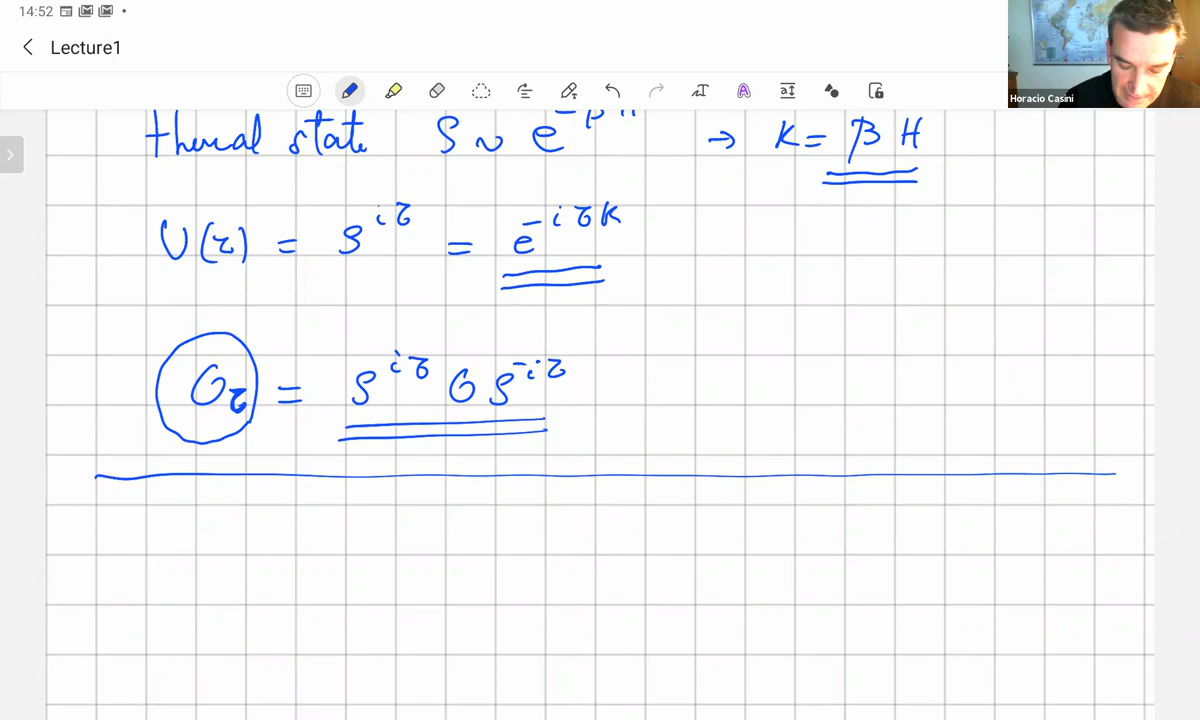 14:52
Lecture1
Horacio Casini
thermal state ρ ~ e^{-βH} → K = βH
U(τ) = ρ^{iτ} = e^{-iτK}
O_τ = ρ^{iτ} O ρ^{-iτ}